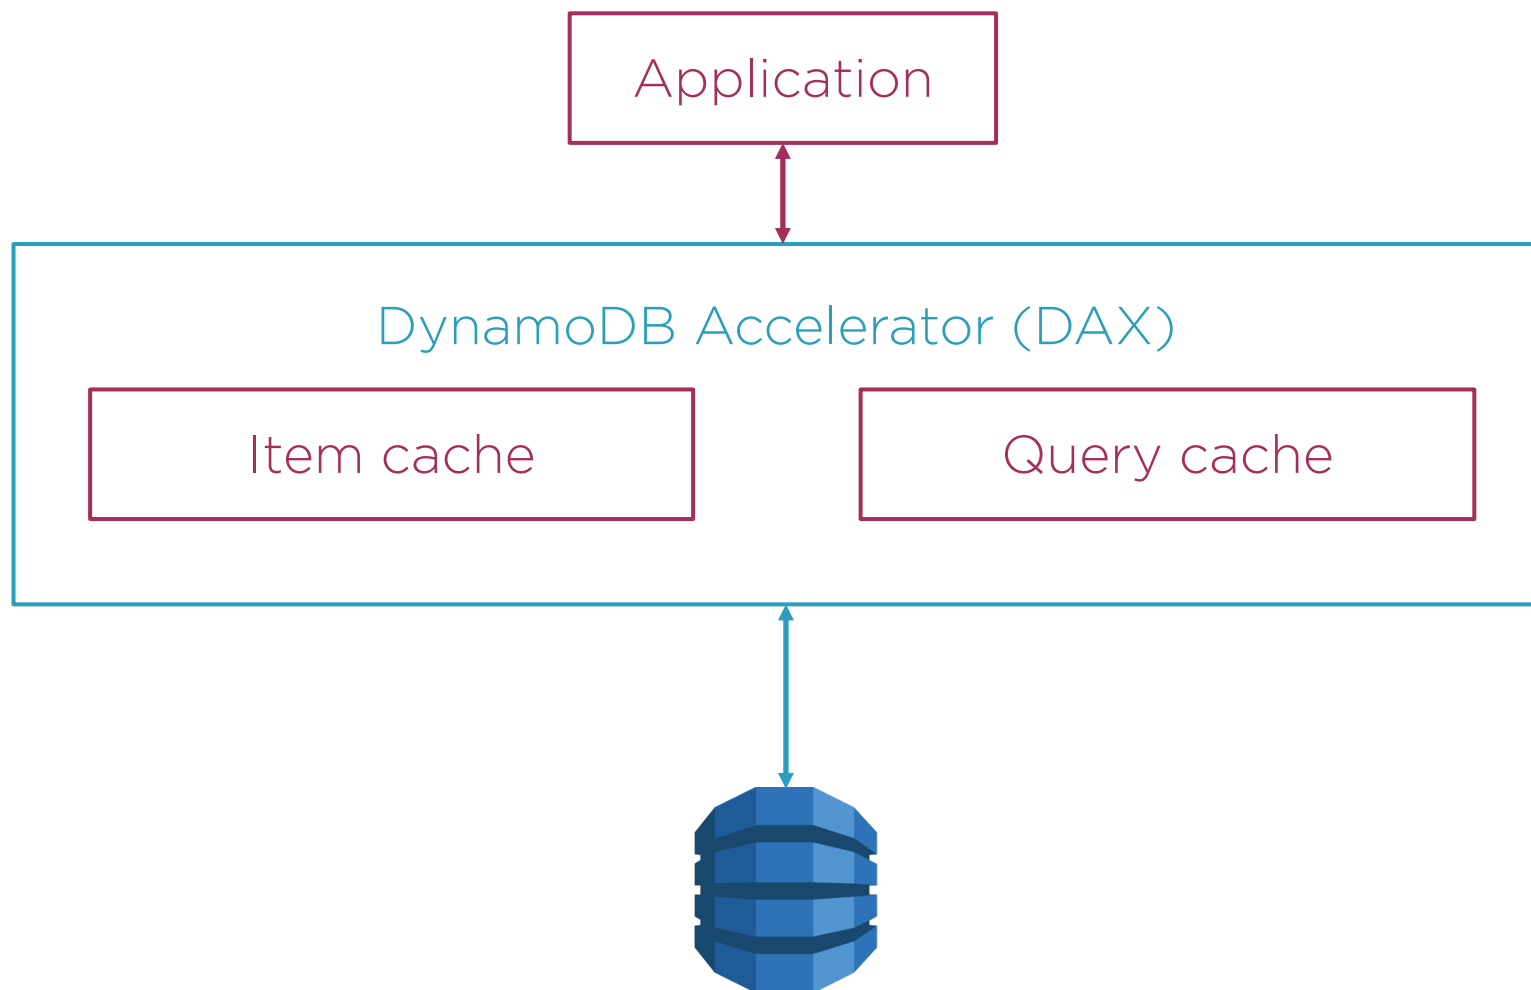 Application
DynamoDB Accelerator (DAX)
Item cache
Query cache